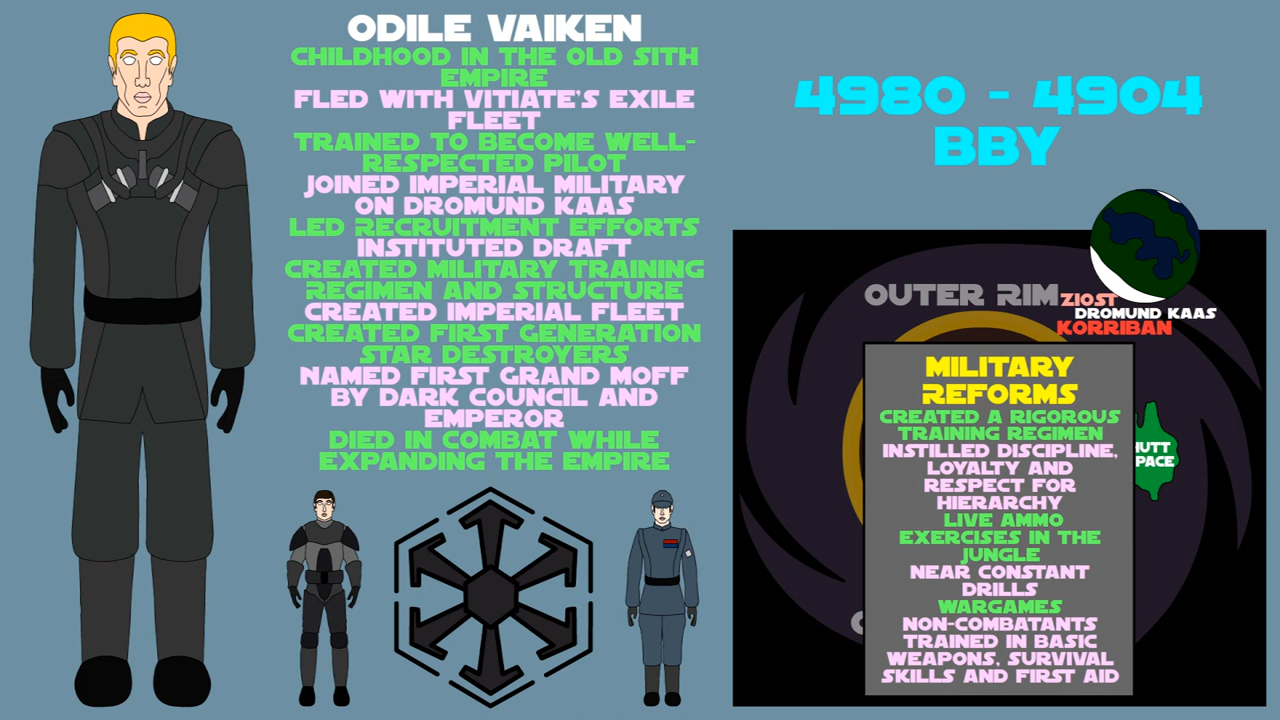 ODILE VAIKEN
CHILDHOOD IN THE OLD SITH
EMPIRE
FLED WITH VITIATE'S EXILE
FLEET
TRAINED TO BECOME WELL-
RESPECTED PILOT
JOINED IMPERIAL MILITARY
ON DROMUND KAAS
LED RECRUITMENT EFFORTS
INSTITUTED DRAFT
CREATED MILITARY TRAINING
REGIMEN AND STRUCTURE
CREATED IMPERIAL FLEET
CREATED FIRST GENERATION
STAR DESTROYERS
NAMED FIRST GRAND MOFF
BY DARK COUNCIL AND
EMPEROR
DIED IN COMBAT WHILE
EXPANDING THE EMPIRE
4980 - 4904
BBY
OUTER RIM
ZIOST
DROMUND KAAS
KORRIBAN
MILITARY
REFORMS
CREATED A RIGOROUS
TRAINING REGIMEN
INSTILLED DISCIPLINE,
LOYALTY AND
RESPECT FOR
HIERARCHY
LIVE AMMO
EXERCISES IN THE
JUNGLE
NEAR CONSTANT
DRILLS
WARGAMES
NON-COMBATANTS
TRAINED IN BASIC
WEAPONS, SURVIVAL
SKILLS AND FIRST AID